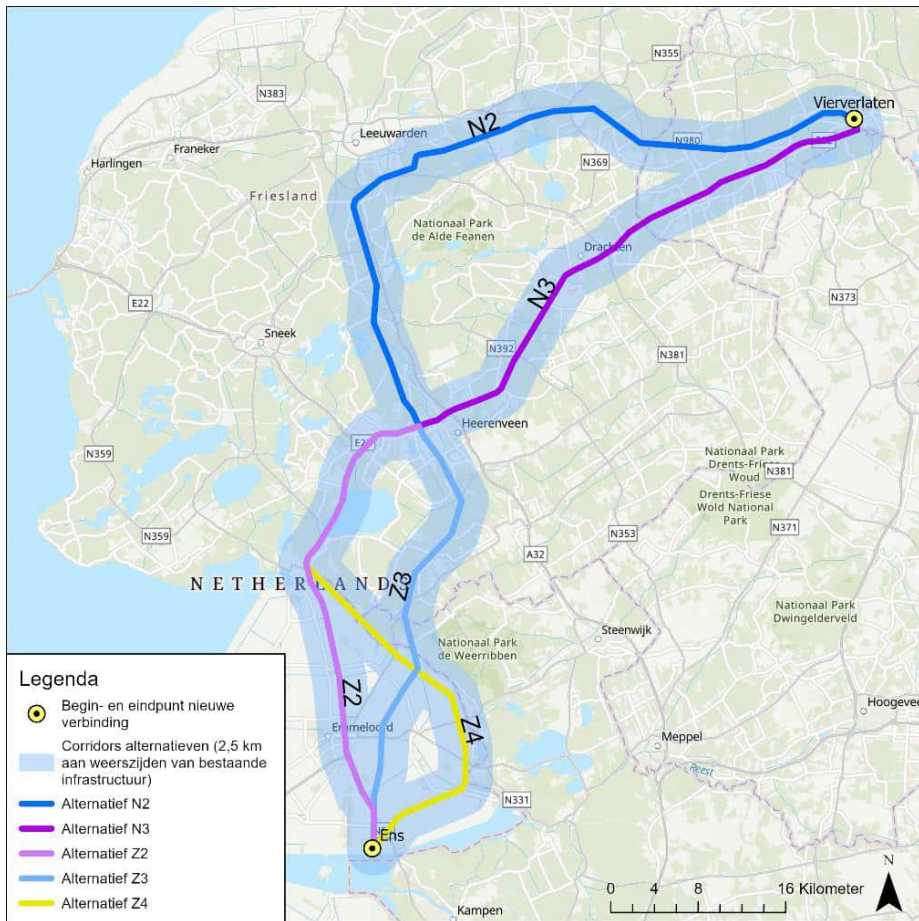 N355
Vierverlaten
N383
Leeuwarden
N2
N980
Franeker
Harlingen
N369
Friesland
Nationaal Park
de Alde Feanen
Drachten
E22
N3
N373
Sneek
N392
N381
Heerenveen
Nationaal Park
Drents-Friese
Woud
N381
Drents-Friese
Wold National
Park
N359
N371
N359
N353
A32
NETHERLAND
Z3
Nationaal Park
Dwingelderveld
Steenwijk
Nationaal Park
de Weerribben
Z2
Z4
Emmeloord
Hoogeveen
Meppel
Reest
N331
Ens
Kampen
Legenda
Begin- en eindpunt nieuwe
verbinding
Corridors alternatieven (2,5 km
aan weerszijden van bestaande
infrastructuur)
Alternatief N2
Alternatief N3
Alternatief Z2
Alternatief Z3
Alternatief Z4
N
0 4 8 16 Kilometer